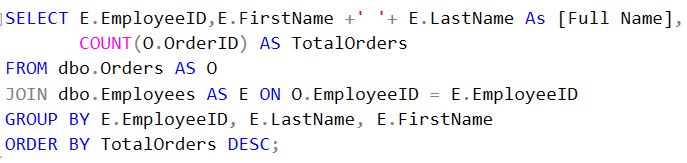 SELECT E.EmployeeID,E.FirstName +' '+ E.LastName As [Full Name],
COUNT(O.OrderID) AS TotalOrders
FROM dbo.Orders AS O
JOIN dbo.Employees AS E ON O.EmployeeID = E.EmployeeID
GROUP BY E.EmployeeID, E.LastName, E.FirstName
ORDER BY TotalOrders DESC;